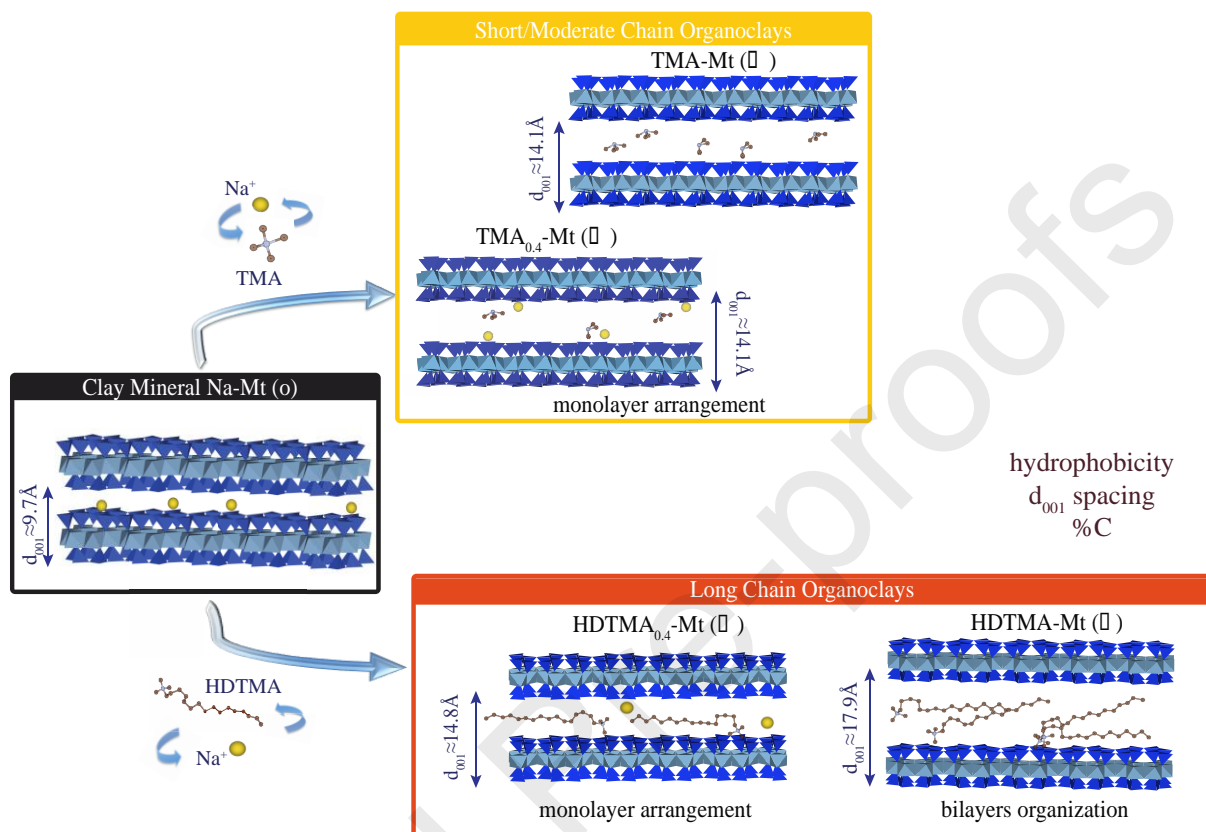 Short/Moderate Chain Organoclays
TMA-Mt (▯ )
d₀₀₁ ≈14.1Å
Na⁺
TMA
TMA₀.₄-Mt (▯ )
d₀₀₁≈14.1Å
monolayer arrangement
Clay Mineral Na-Mt (o)
d₀₀₁≈9.7Å
hydrophobicity
d₀₀₁ spacing
%C
Long Chain Organoclays
HDTMA
Na⁺
HDTMA₀.₄-Mt (▯ )
d₀₀₁≈14.8Å
monolayer arrangement
HDTMA-Mt (▯ )
d₀₀₁≈17.9Å
bilayers organization